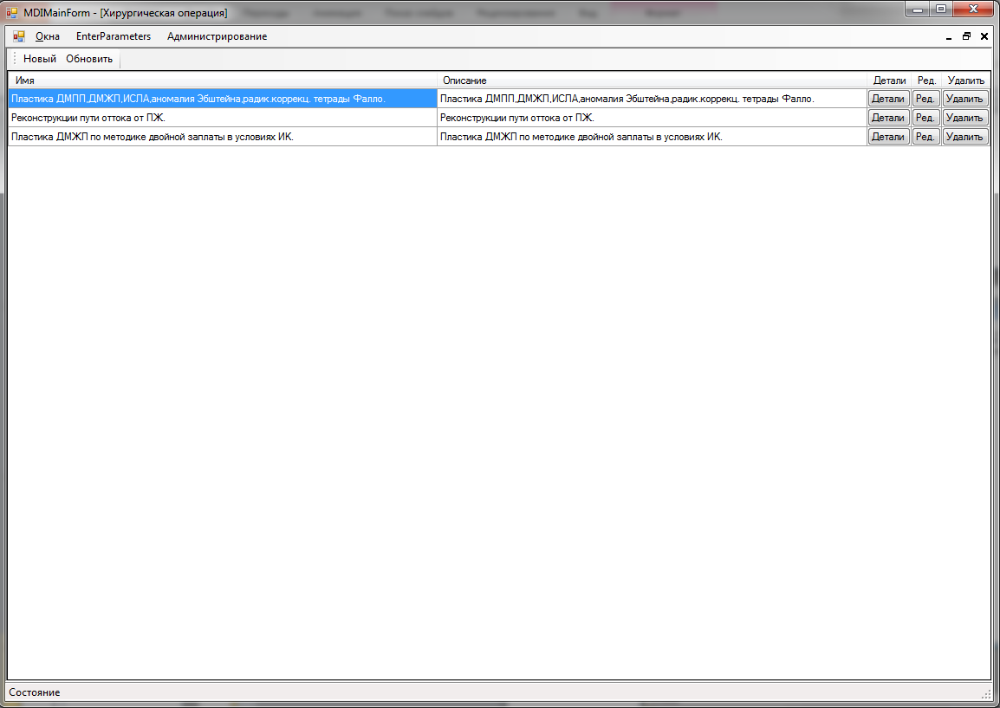 MDIMainForm - [Хирургическая операция]
Окна EnterParameters Администрирование
Новый Обновить
Имя Описание Детали Ред. Удалить
Пластика ДМПП,ДМЖП,ИСПА,аномалия Эбштейна,радик.коррекц. тетрады Фалло. Пластика ДМПП,ДМЖП,ИСПА,аномалия Эбштейна,радик.коррекц. тетрады Фалло. Детали Ред. Удалить
Реконструкции пути оттока от ПЖ. Реконструкции пути оттока от ПЖ. Детали Ред. Удалить
Пластика ДМЖП по методике двойной заплаты в условиях ИК. Пластика ДМЖП по методике двойной заплаты в условиях ИК. Детали Ред. Удалить
Состояние